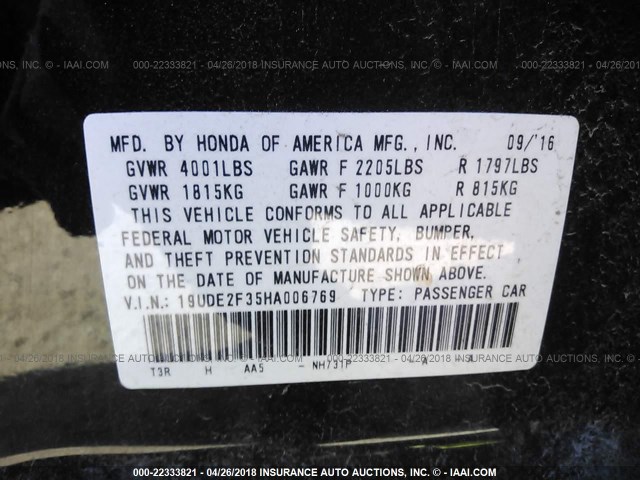 000-22333821 - 04/26/2018 INSURANCE AUTO AUCTIONS, INC. - © IAAI.COM
MFD. BY HONDA OF AMERICA MFG., INC. 09/'16
GVWR 4001LBS GAWR F 2205LBS R 1797LBS
GVWR 1815KG GAWR F 1000KG R 815KG
THIS VEHICLE CONFORMS TO ALL APPLICABLE
FEDERAL MOTOR VEHICLE SAFETY, BUMPER,
AND THEFT PREVENTION STANDARDS IN EFFECT
ON THE DATE OF MANUFACTURE SHOWN ABOVE.
V.I.N.: 19UDE2F35HA006769 TYPE: PASSENGER CAR
T3R H AA5 - NH731P A
000-22333821 - 04/26/2018 INSURANCE AUTO AUCTIONS, INC. - © IAAI.COM